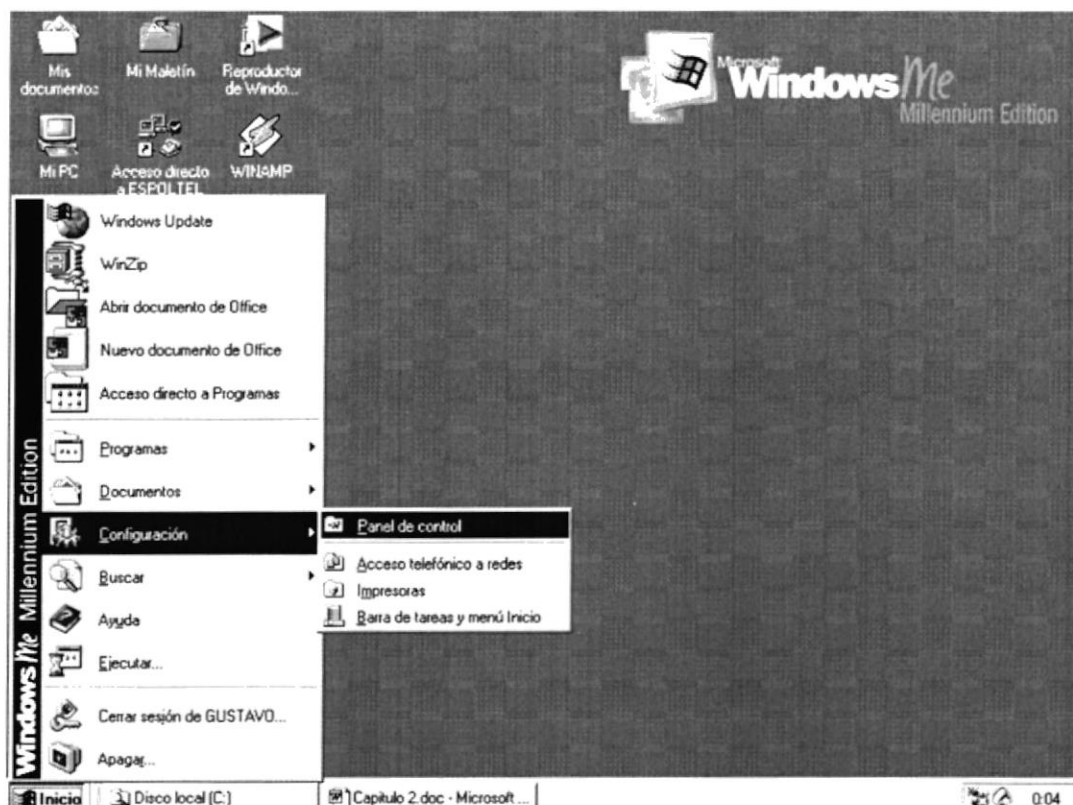 Mis documentos
Mi Maletín
Reproductor de Windo...
Mi PC
Acceso directo a ESPOLTEL
WINAMP
Microsoft
Windows Me
Millennium Edition
Windows Update
WinZip
Abrir documento de Office
Nuevo documento de Office
Acceso directo a Programas
Programas
Documentos
Configuración
Buscar
Ayuda
Ejecutar...
Cerrar sesión de GUSTAVO...
Apagar...
Windows Me Millennium Edition
Panel de control
Acceso telefónico a redes
Impresoras
Barra de tareas y menú Inicio
Inicio
Disco local (C:)
Capitulo 2.doc - Microsoft ...
0:04